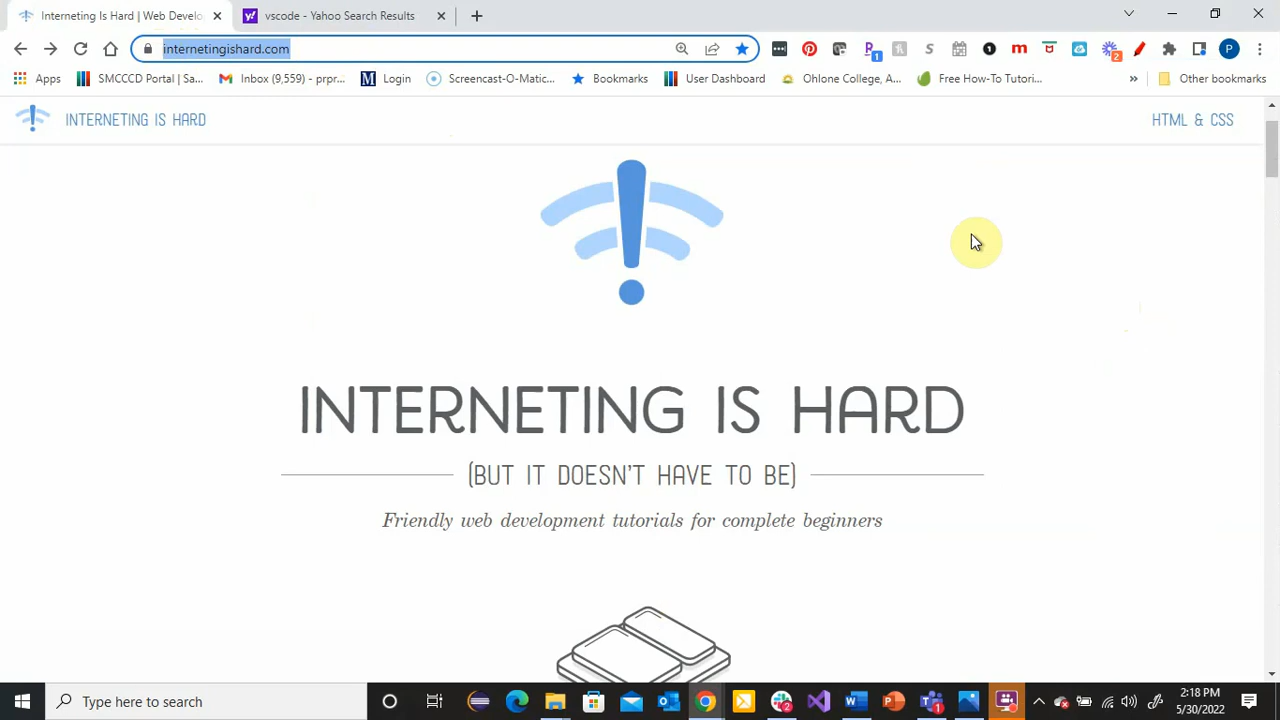 Interneting Is Hard | Web Develo
vscode - Yahoo Search Results
internetingishard.com
1
2
P
Apps
SMCCCD Portal | Sa...
Inbox (9,559) - prpr...
M
Login
Screencast-O-Matic...
Bookmarks
User Dashboard
Ohlone College, A...
Free How-To Tutori...
»
Other bookmarks
INTERNETING IS HARD
HTML & CSS
INTERNETING IS HARD
(BUT IT DOESN'T HAVE TO BE)
Friendly web development tutorials for complete beginners
Type here to search
2:18 PM
5/30/2022